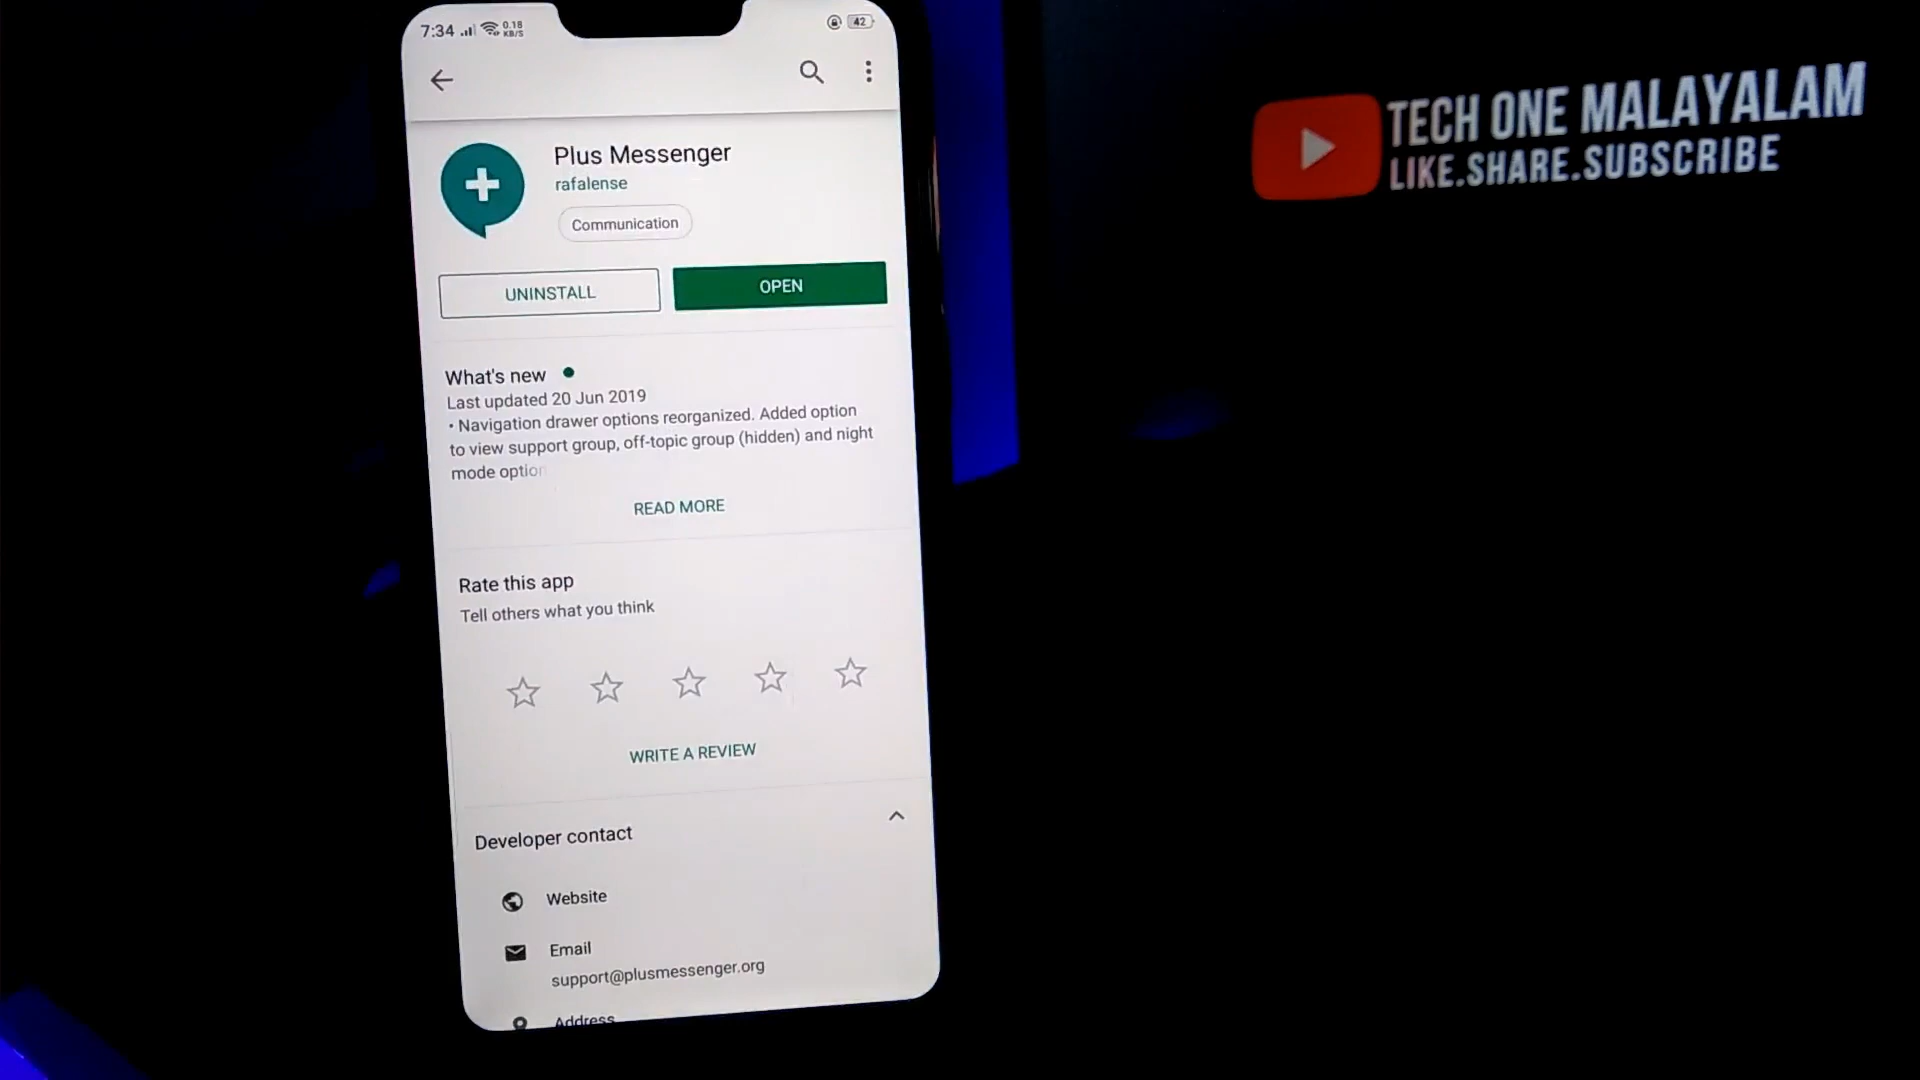 7:34
0.18
KB/S
42
Plus Messenger
rafalense
Communication
UNINSTALL
OPEN
What's new
Last updated 20 Jun 2019
• Navigation drawer options reorganized. Added option
to view support group, off-topic group (hidden) and night
mode option
READ MORE
Rate this app
Tell others what you think
WRITE A REVIEW
Developer contact
Website
Email
support@plusmessenger.org
Address
TECH ONE MALAYALAM
LIKE.SHARE.SUBSCRIBE